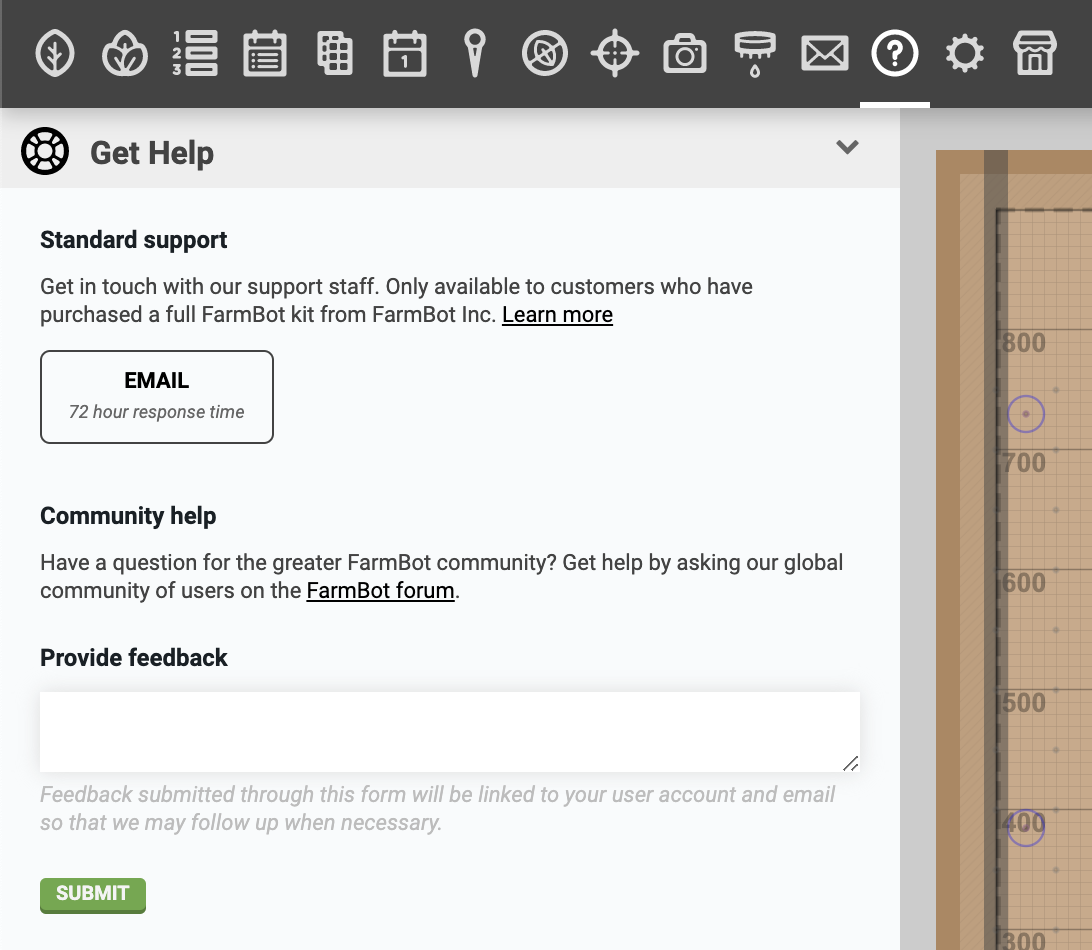 1
2
3
1
?
Get Help
Standard support
Get in touch with our support staff. Only available to customers who have
purchased a full FarmBot kit from FarmBot Inc. Learn more
EMAIL
72 hour response time
Community help
Have a question for the greater FarmBot community? Get help by asking our global
community of users on the FarmBot forum.
Provide feedback
Feedback submitted through this form will be linked to your user account and email
so that we may follow up when necessary.
SUBMIT
800
700
600
500
400
300